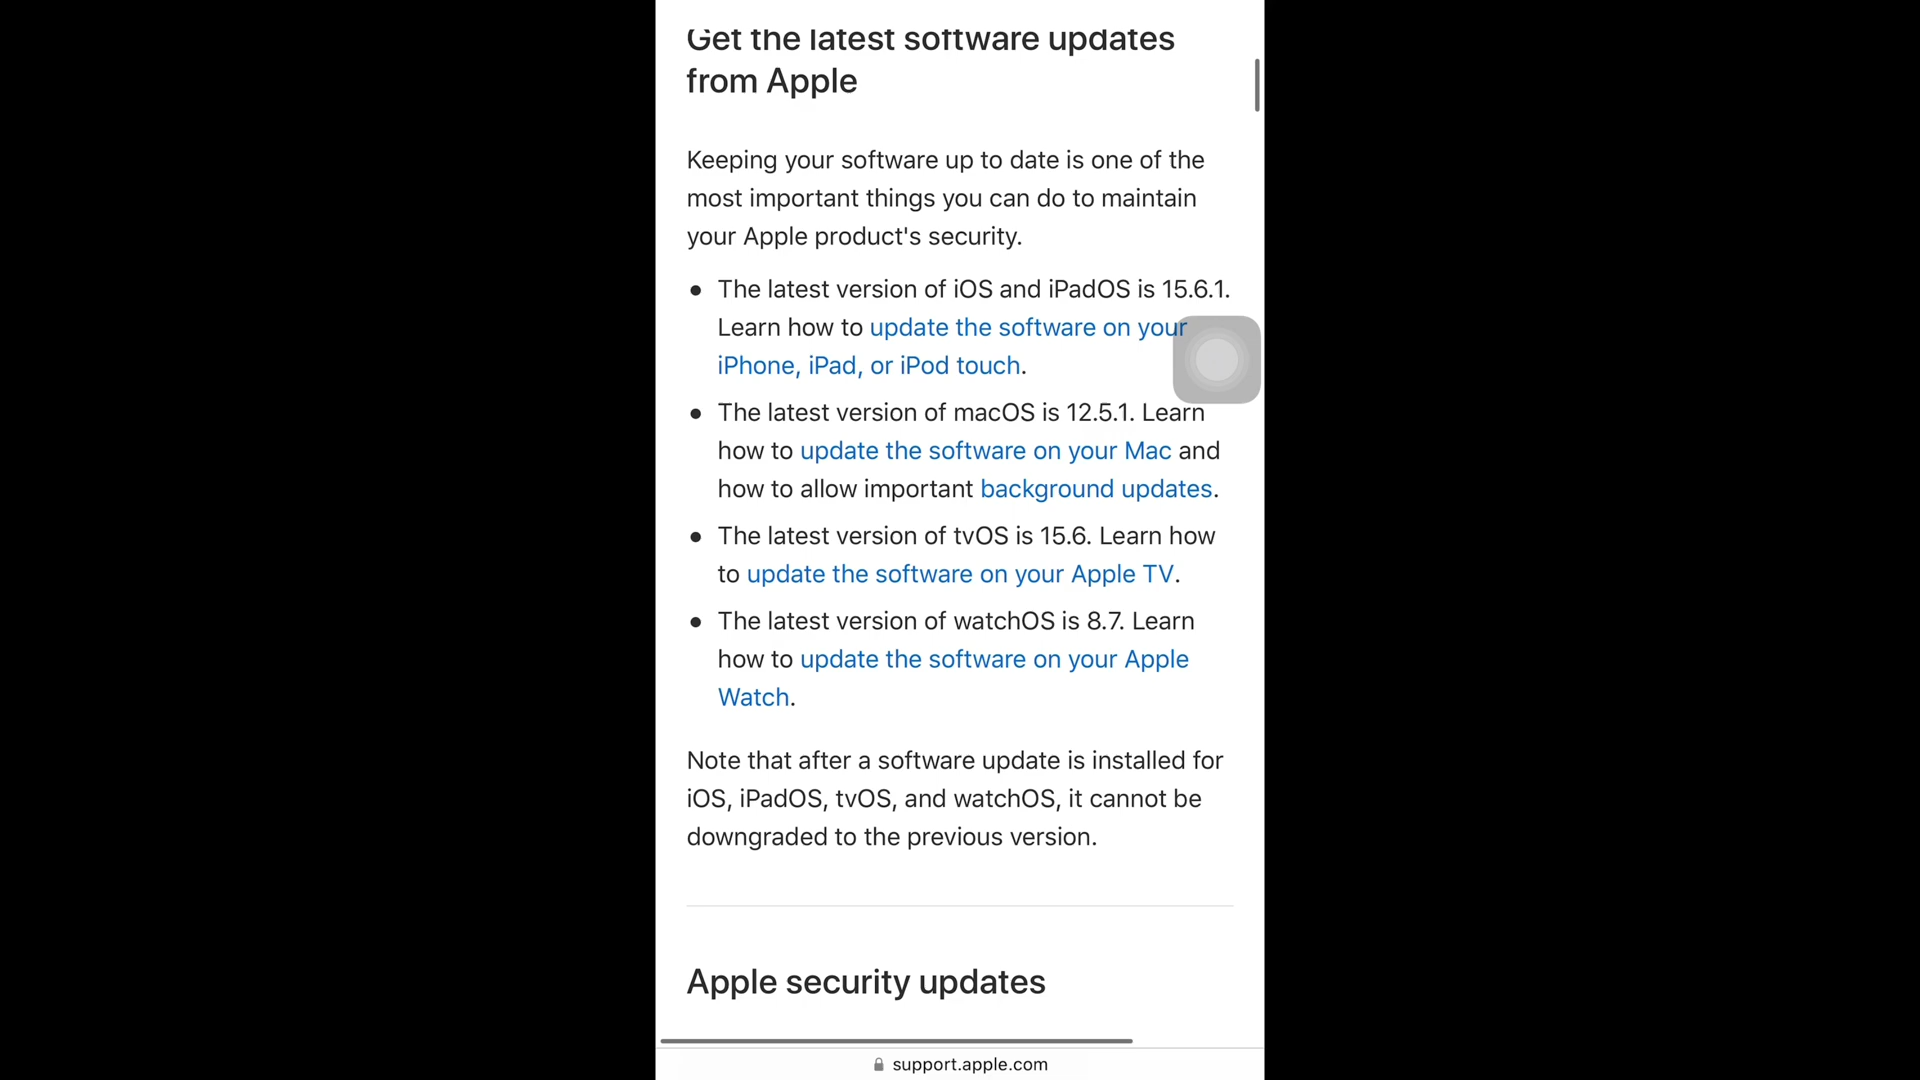 Get the latest software updates
from Apple
Keeping your software up to date is one of the
most important things you can do to maintain
your Apple product's security.
• The latest version of iOS and iPadOS is 15.6.1.
Learn how to update the software on your
iPhone, iPad, or iPod touch.
• The latest version of macOS is 12.5.1. Learn
how to update the software on your Mac and
how to allow important background updates.
• The latest version of tvOS is 15.6. Learn how
to update the software on your Apple TV.
• The latest version of watchOS is 8.7. Learn
how to update the software on your Apple
Watch.
Note that after a software update is installed for
iOS, iPadOS, tvOS, and watchOS, it cannot be
downgraded to the previous version.
Apple security updates
support.apple.com